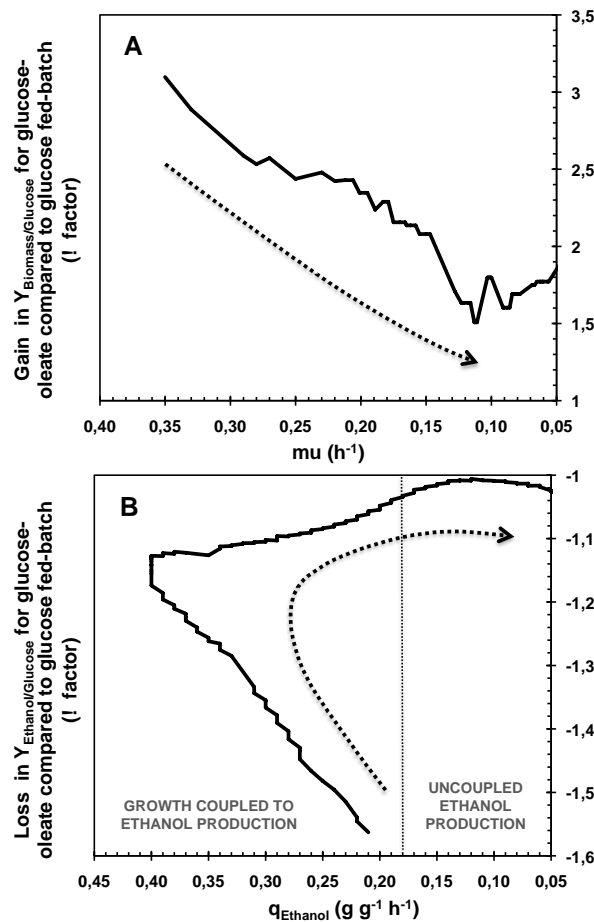 A
Gain in Y Biomass/Glucose for glucose-
oleate compared to glucose fed-batch
(! factor)
3,5
3
2,5
2
1,5
1
0,40 0,35 0,30 0,25 0,20 0,15 0,10 0,05
mu (h-1)
B
Loss in Y Ethanol/Glucose for glucose-
oleate compared to glucose fed-batch
(! factor)
-1
-1,1
-1,2
-1,3
-1,4
-1,5
-1,6
GROWTH COUPLED TO
ETHANOL PRODUCTION
UNCOUPLED
ETHANOL
PRODUCTION
0,45 0,40 0,35 0,30 0,25 0,20 0,15 0,10 0,05
qEthanol (g g-1 h-1)